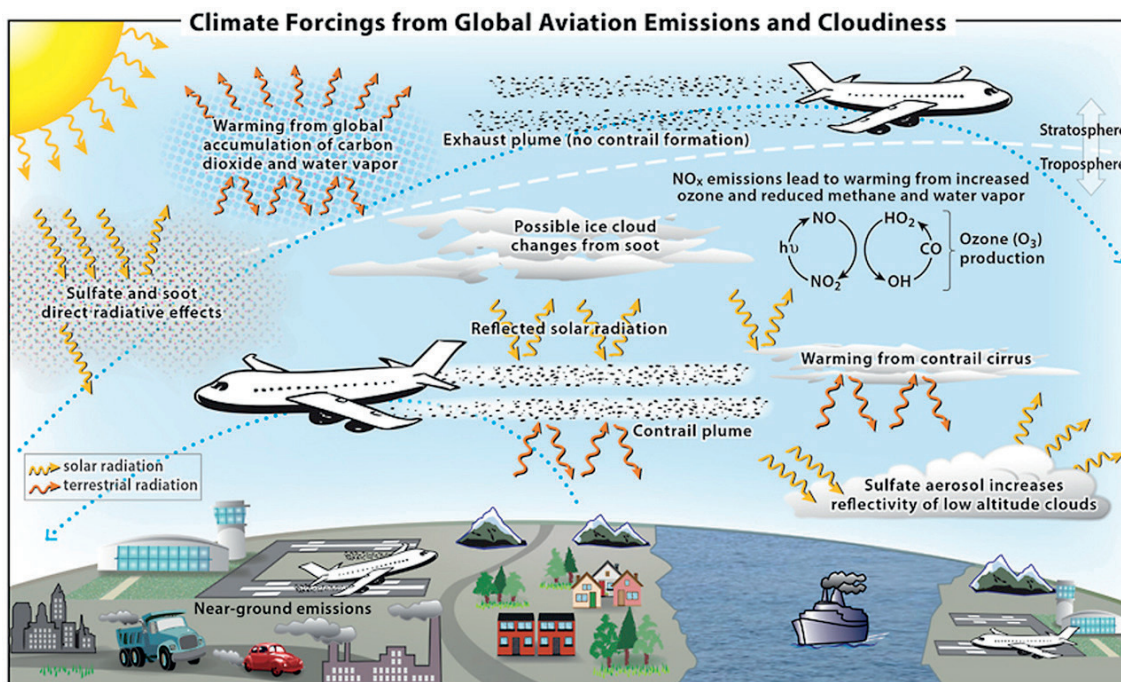 Climate Forcings from Global Aviation Emissions and Cloudiness
Warming from global
accumulation of carbon
dioxide and water vapor
Exhaust plume (no contrail formation)
Stratosphere
Troposphere
NOx emissions lead to warming from increased
ozone and reduced methane and water vapor
Possible ice cloud
changes from soot
NO
HO2
hυ
CO
Ozone (O3)
production
NO2
OH
Sulfate and soot
direct radiative effects
Reflected solar radiation
Warming from contrail cirrus
Contrail plume
solar radiation
terrestrial radiation
Sulfate aerosol increases
reflectivity of low altitude clouds
Near-ground emissions